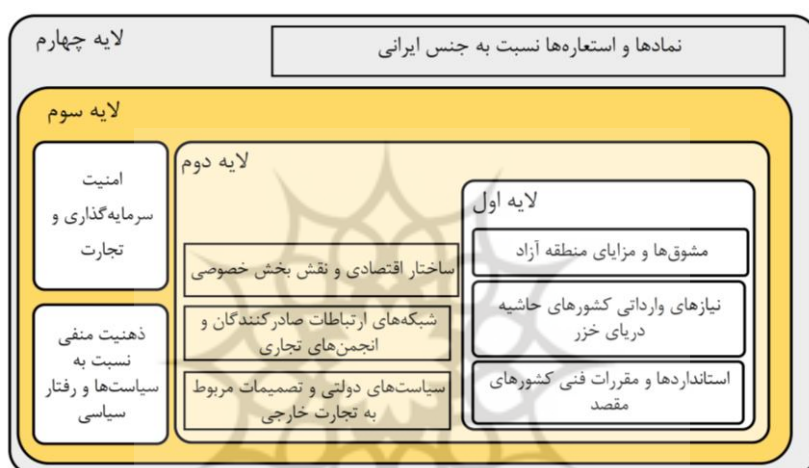 لایه چهارم
نمادها و استعاره‌ها نسبت به جنس ایرانی
لایه سوم
امنیت
سرمایه‌گذاری و
تجارت
ذهنیت منفی
نسبت به
سیاست‌ها و رفتار
سیاسی
لایه دوم
ساختار اقتصادی و نقش بخش خصوصی
شبکه‌های ارتباطات صادرکنندگان و
انجمن‌های تجاری
سیاست‌های دولتی و تصمیمات مربوط
به تجارت خارجی
لایه اول
مشوق‌ها و مزایای منطقه آزاد
نیازهای وارداتی کشورهای حاشیه
دریای خزر
استانداردها و مقررات فنی کشورهای
مقصد